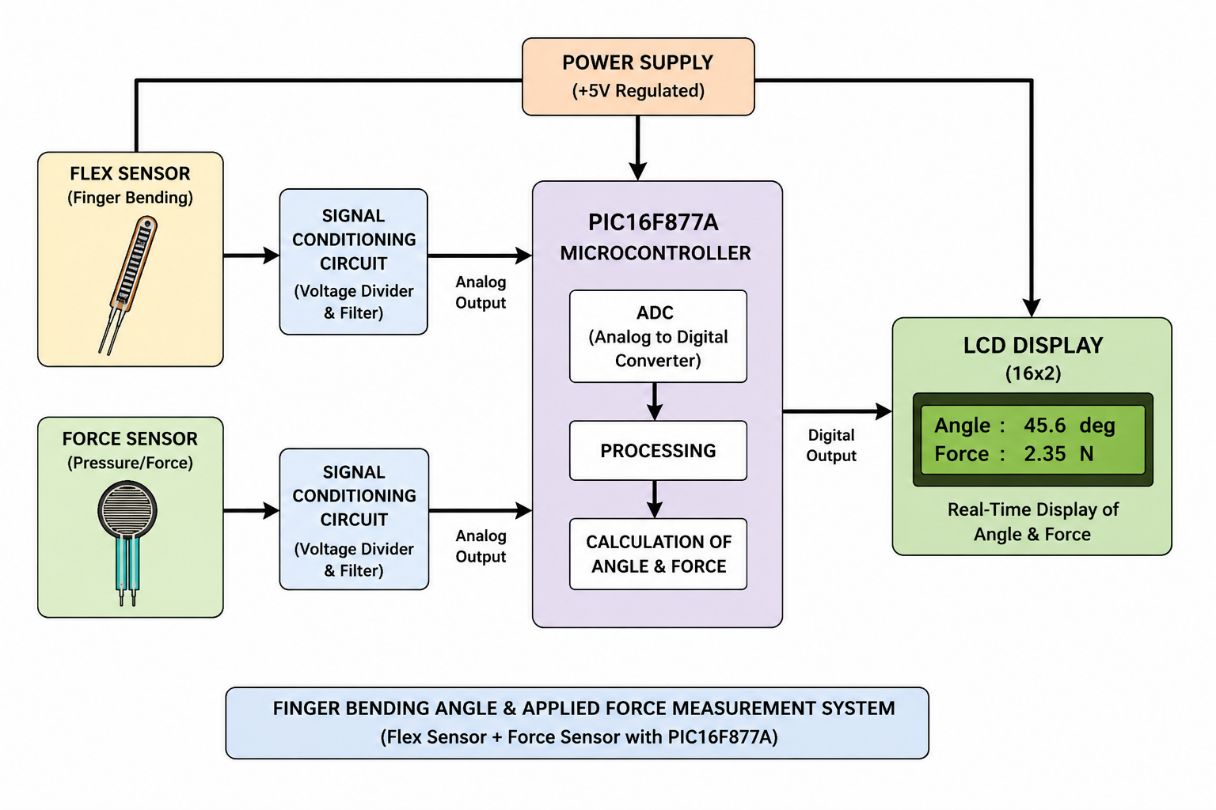 POWER SUPPLY
(+5V Regulated)
FLEX SENSOR
(Finger Bending)
SIGNAL
CONDITIONING
CIRCUIT
(Voltage Divider
& Filter)
Analog
Output
PIC16F877A
MICROCONTROLLER
ADC
(Analog to Digital
Converter)
PROCESSING
CALCULATION OF
ANGLE & FORCE
FORCE SENSOR
(Pressure/Force)
SIGNAL
CONDITIONING
CIRCUIT
(Voltage Divider
& Filter)
Analog
Output
Digital
Output
LCD DISPLAY
(16x2)
Angle : 45.6 deg
Force : 2.35 N
Real-Time Display of
Angle & Force
FINGER BENDING ANGLE & APPLIED FORCE MEASUREMENT SYSTEM
(Flex Sensor + Force Sensor with PIC16F877A)